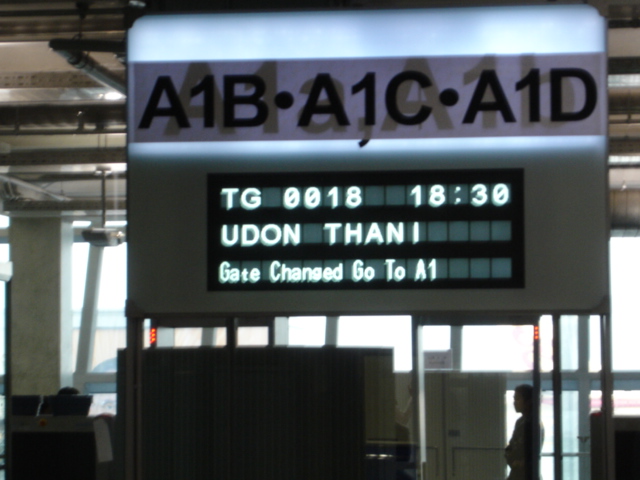 A1B•A1C•A1D
TG 0018 18:30
UDON THANI
Gate Changed Go To A1